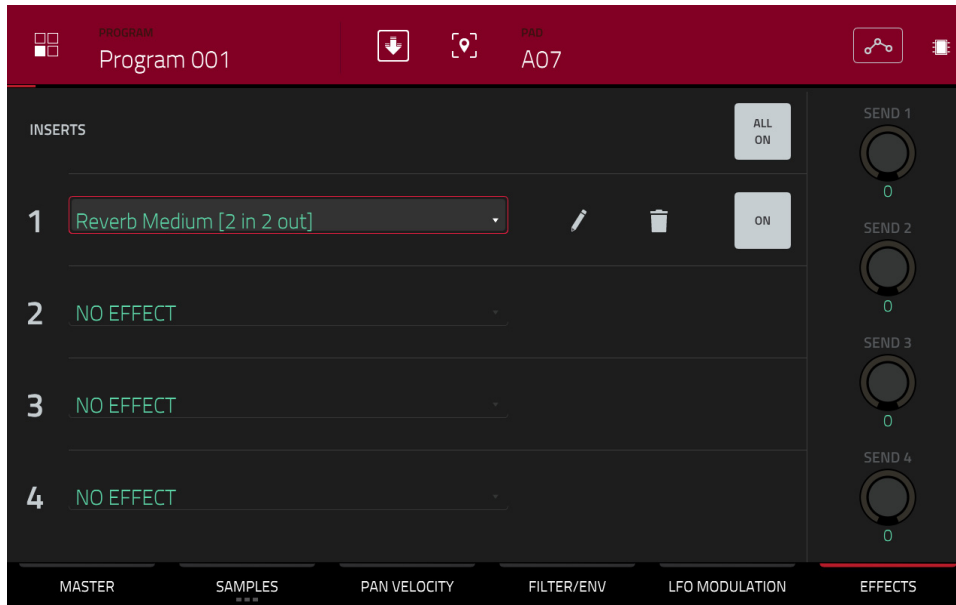 PROGRAM
Program 001
PAD
A07
INSERTS
ALL
ON
1
Reverb Medium [2 in 2 out]
ON
2
NO EFFECT
3
NO EFFECT
4
NO EFFECT
SEND 1
0
SEND 2
0
SEND 3
0
SEND 4
0
MASTER
SAMPLES
PAN VELOCITY
FILTER/ENV
LFO MODULATION
EFFECTS